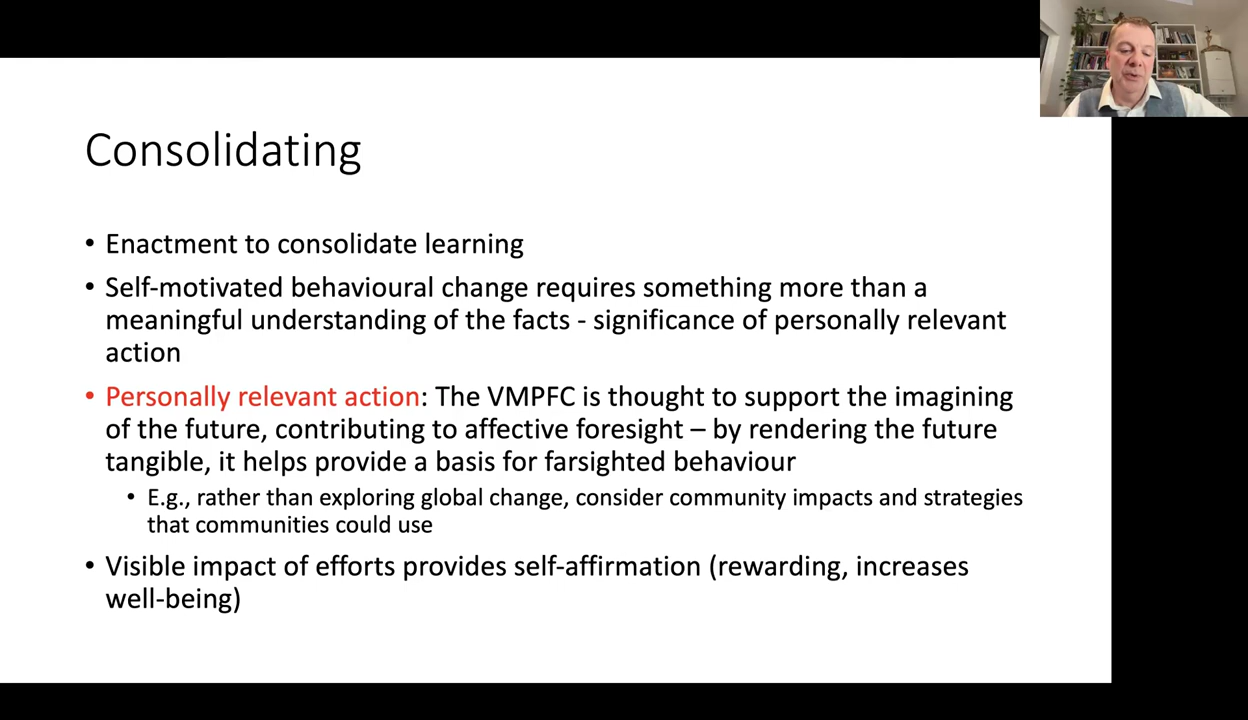 Consolidating
• Enactment to consolidate learning
• Self-motivated behavioural change requires something more than a
meaningful understanding of the facts - significance of personally relevant
action
• Personally relevant action: The VMPFC is thought to support the imagining
of the future, contributing to affective foresight – by rendering the future
tangible, it helps provide a basis for farsighted behaviour
• E.g., rather than exploring global change, consider community impacts and strategies
that communities could use
• Visible impact of efforts provides self-affirmation (rewarding, increases
well-being)